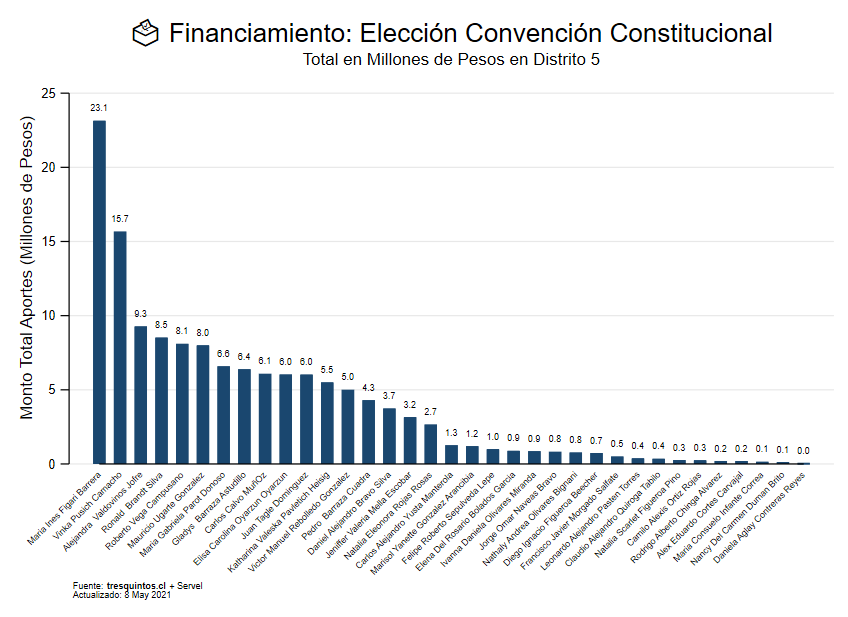 Financiamiento: Elección Convención Constitucional
Total en Millones de Pesos en Distrito 5
Monto Total Aportes (Millones de Pesos)
25
20
15
10
5
0
23.1
15.7
9.3
8.5
8.1
8.0
6.6
6.4
6.1
6.0
6.0
5.5
5.0
4.3
3.7
3.2
2.7
1.3
1.2
1.0
0.9
0.9
0.8
0.8
0.7
0.5
0.4
0.4
0.3
0.3
0.2
0.2
0.1
0.1
0.0
Maria Ines Figari Barrera
Vinka Pusich Camacho
Alejandra Valdovinos Jofre
Ronald Brandt Silva
Roberto Vega Campusano
Mauricio Ugarte González
Maria Gabriela Parot Donoso
Gladys Barraza Astudillo
Carlos Calvo MuñOz
Elisa Carolina Oyarzun Oyarzun
Juan Tagle Dominguez
Katharina Valeska Pavletich Heisig
Victor Manuel Rebolledo Gonzalez
Pedro Barraza Cuadra
Daniel Alejandro Bravo Silva
Jeniffer Valeria Mella Escobar
Natalia Eleonora Rojas Rosas
Carlos Alejandro Yusta Manterola
Marisol Yanette Gonzalez Arancibia
Felipe Roberto Sepulveda Lepe
Elena Del Rosario Bolados Garcia
Ivanna Daniela Olivares Miranda
Jorge Omar Naveas Bravo
Nathaly Andrea Olivares Bignani
Diego Ignacio Figueroa Beecher
Francisco Javier Morgado Salfate
Leonardo Alejandro Pasten Torres
Claudio Alejandro Quiroga Tabilo
Natalia Scarlet Figueroa Pino
Camilo Alexis Ortiz Rojas
Rodrigo Alberto Chinga Alvarez
Alex Eduardo Cortes Carvajal
Maria Consuelo Infante Correa
Nancy Del Carmen Duman Brito
Daniela Aglay Contreras Reyes
Fuente: tresquintos.cl + Servel
Actualizado: 8 May 2021